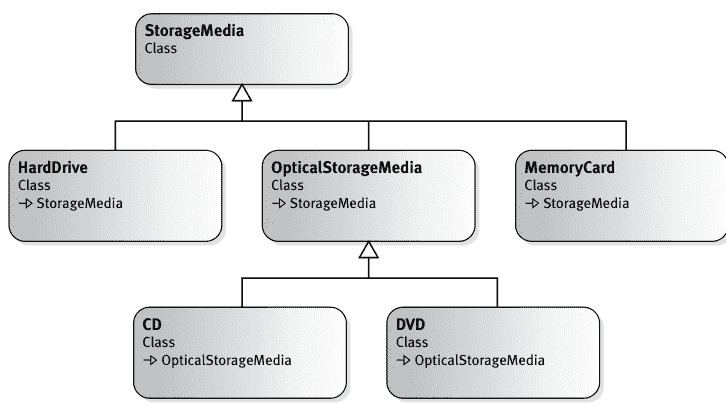 StorageMedia
Class
HardDrive
Class
StorageMedia
OpticalStorageMedia
Class
StorageMedia
MemoryCard
Class
StorageMedia
CD
Class
OpticalStorageMedia
DVD
Class
OpticalStorageMedia